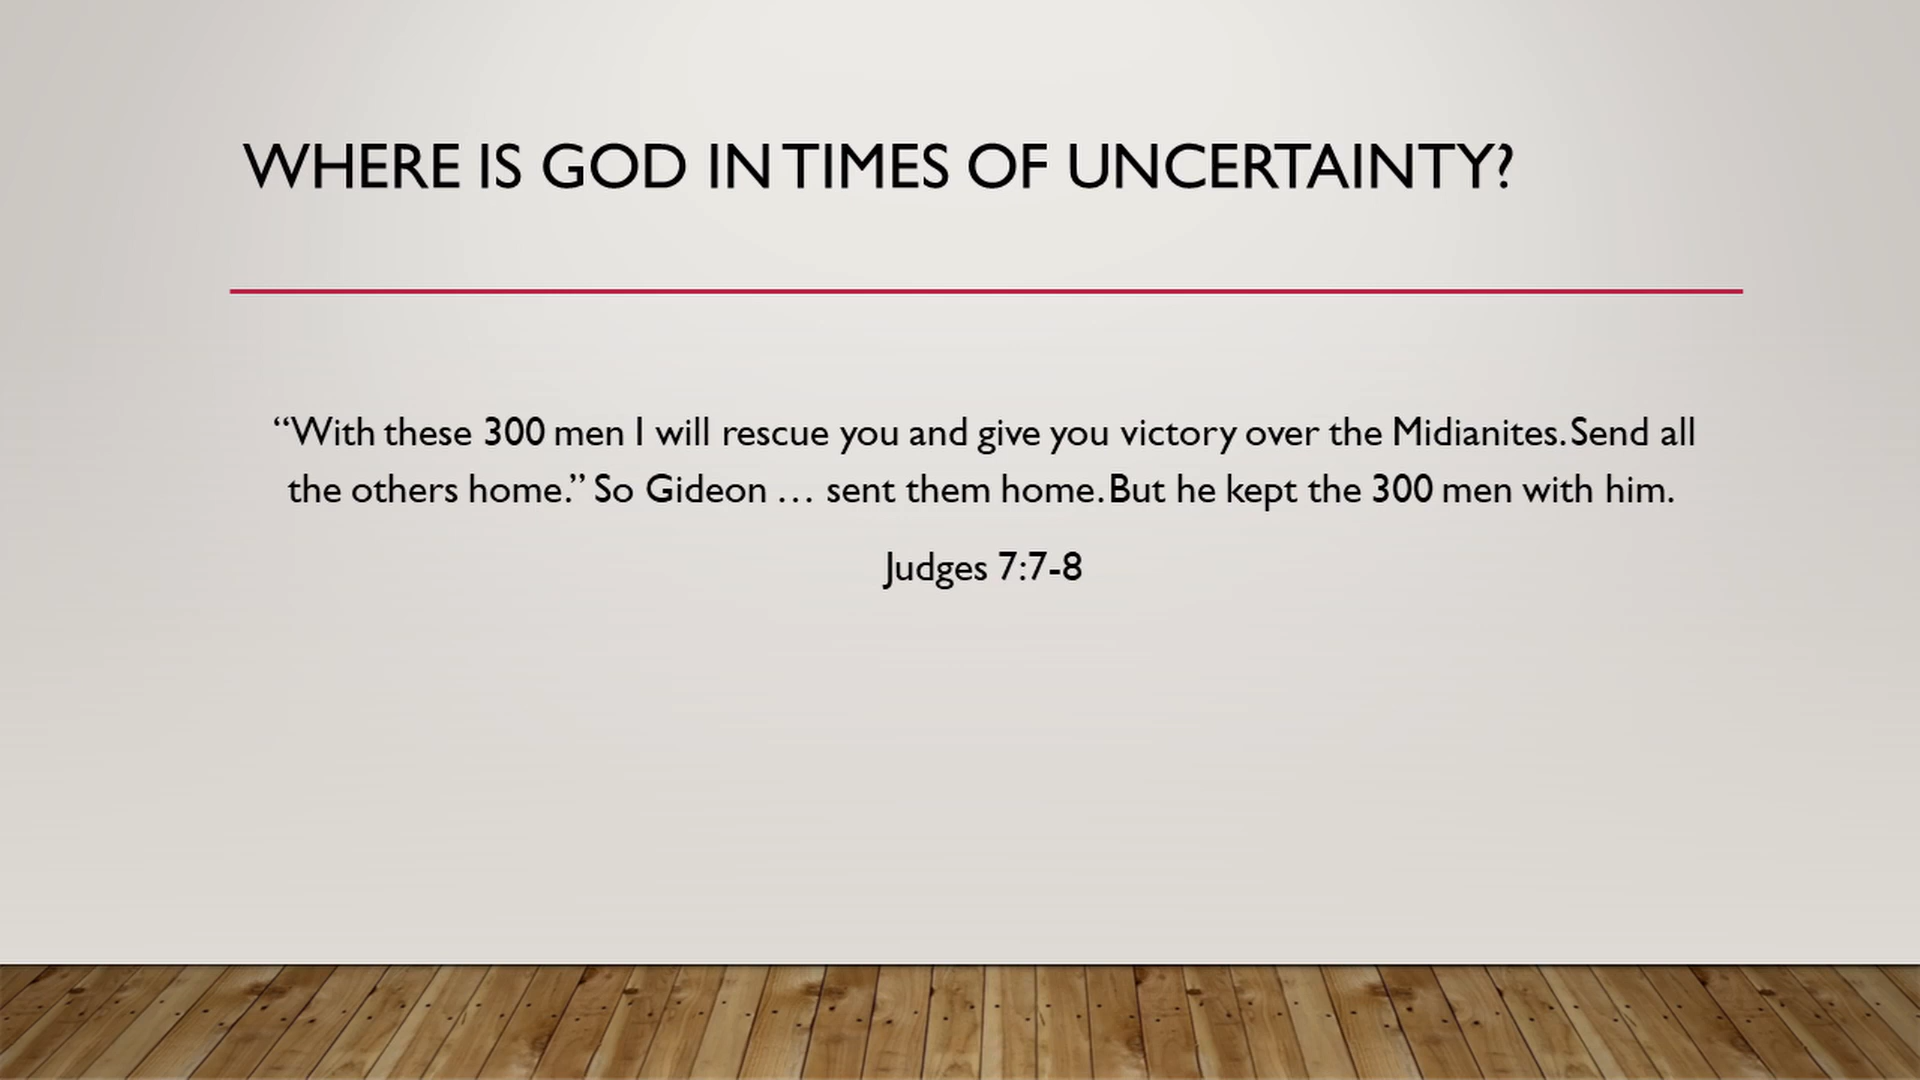 WHERE IS GOD IN TIMES OF UNCERTAINTY?
“With these 300 men I will rescue you and give you victory over the Midianites. Send all
the others home.” So Gideon … sent them home. But he kept the 300 men with him.
Judges 7:7-8